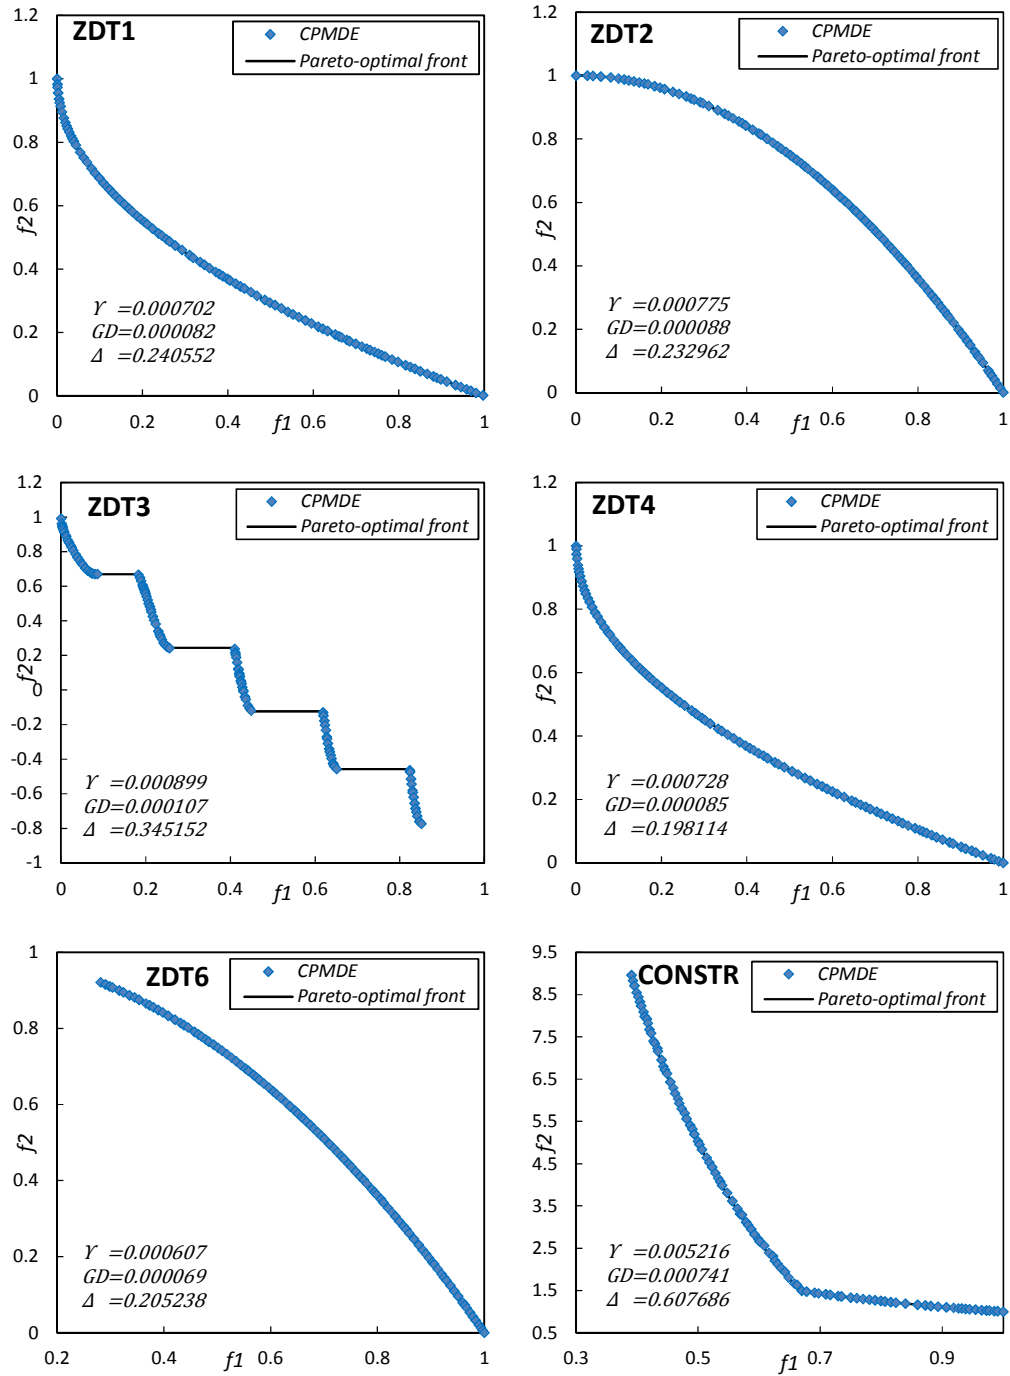 ZDT1
CPMDE
Pareto-optimal front
1.2
1
0.8
0.6
0.4
0.2
0
f2
ϒ =0.000702
GD=0.000082
Δ =0.240552
0 0.2 0.4 0.6 0.8 1
f1
ZDT2
CPMDE
Pareto-optimal front
1.2
1
0.8
0.6
0.4
0.2
0
f2
ϒ =0.000775
GD=0.000088
Δ =0.232962
0 0.2 0.4 0.6 0.8 1
f1
ZDT3
CPMDE
Pareto-optimal front
1.2
1
0.8
0.6
0.4
0.2
0
-0.2
-0.4
-0.6
-0.8
-1
f2
ϒ =0.000899
GD=0.000107
Δ =0.345152
0 0.2 0.4 0.6 0.8 1
f1
ZDT4
CPMDE
Pareto-optimal front
1.2
1
0.8
0.6
0.4
0.2
0
f2
ϒ =0.000728
GD=0.000085
Δ =0.198114
0 0.2 0.4 0.6 0.8 1
f1
ZDT6
CPMDE
Pareto-optimal front
1
0.8
0.6
0.4
0.2
0
f2
ϒ =0.000607
GD=0.000069
Δ =0.205238
0.2 0.4 0.6 0.8 1
f1
CONSTR
CPMDE
Pareto-optimal front
9.5
8.5
7.5
6.5
5.5
4.5
3.5
2.5
1.5
0.5
f2
ϒ =0.005216
GD=0.000741
Δ =0.607686
0.3 0.5 0.7 0.9
f1